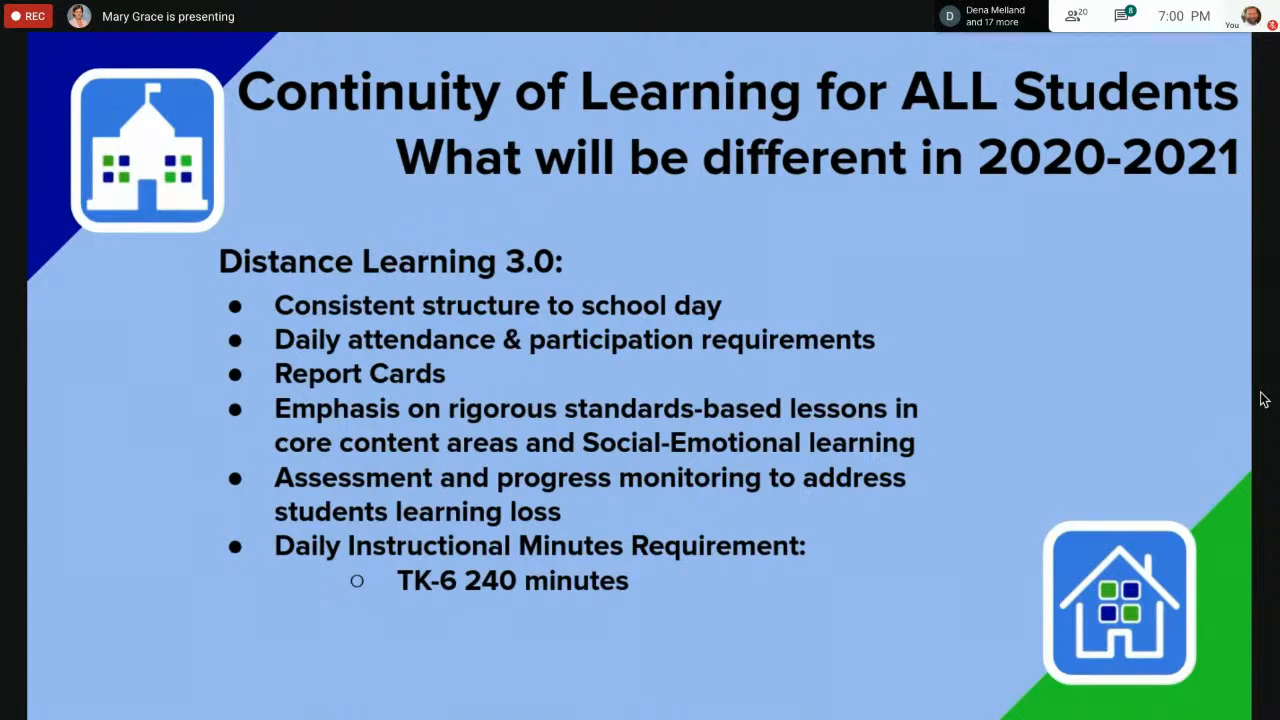 REC
Mary Grace is presenting
D
Dena Melland
and 17 more
20
8
7:00 PM
You
Continuity of Learning for ALL Students
What will be different in 2020-2021
Distance Learning 3.0:
● Consistent structure to school day
● Daily attendance & participation requirements
● Report Cards
● Emphasis on rigorous standards-based lessons in
core content areas and Social-Emotional learning
● Assessment and progress monitoring to address
students learning loss
● Daily Instructional Minutes Requirement:
○ TK-6 240 minutes